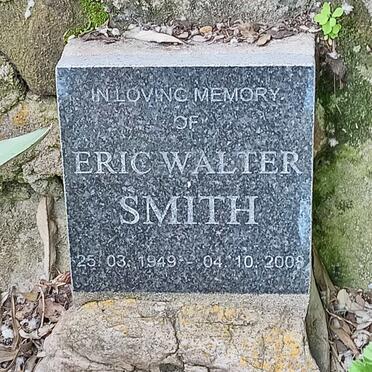 IN LOVING MEMORY
OF
ERIC WALTER
SMITH
25. 03. 1949 - 04. 10. 2008